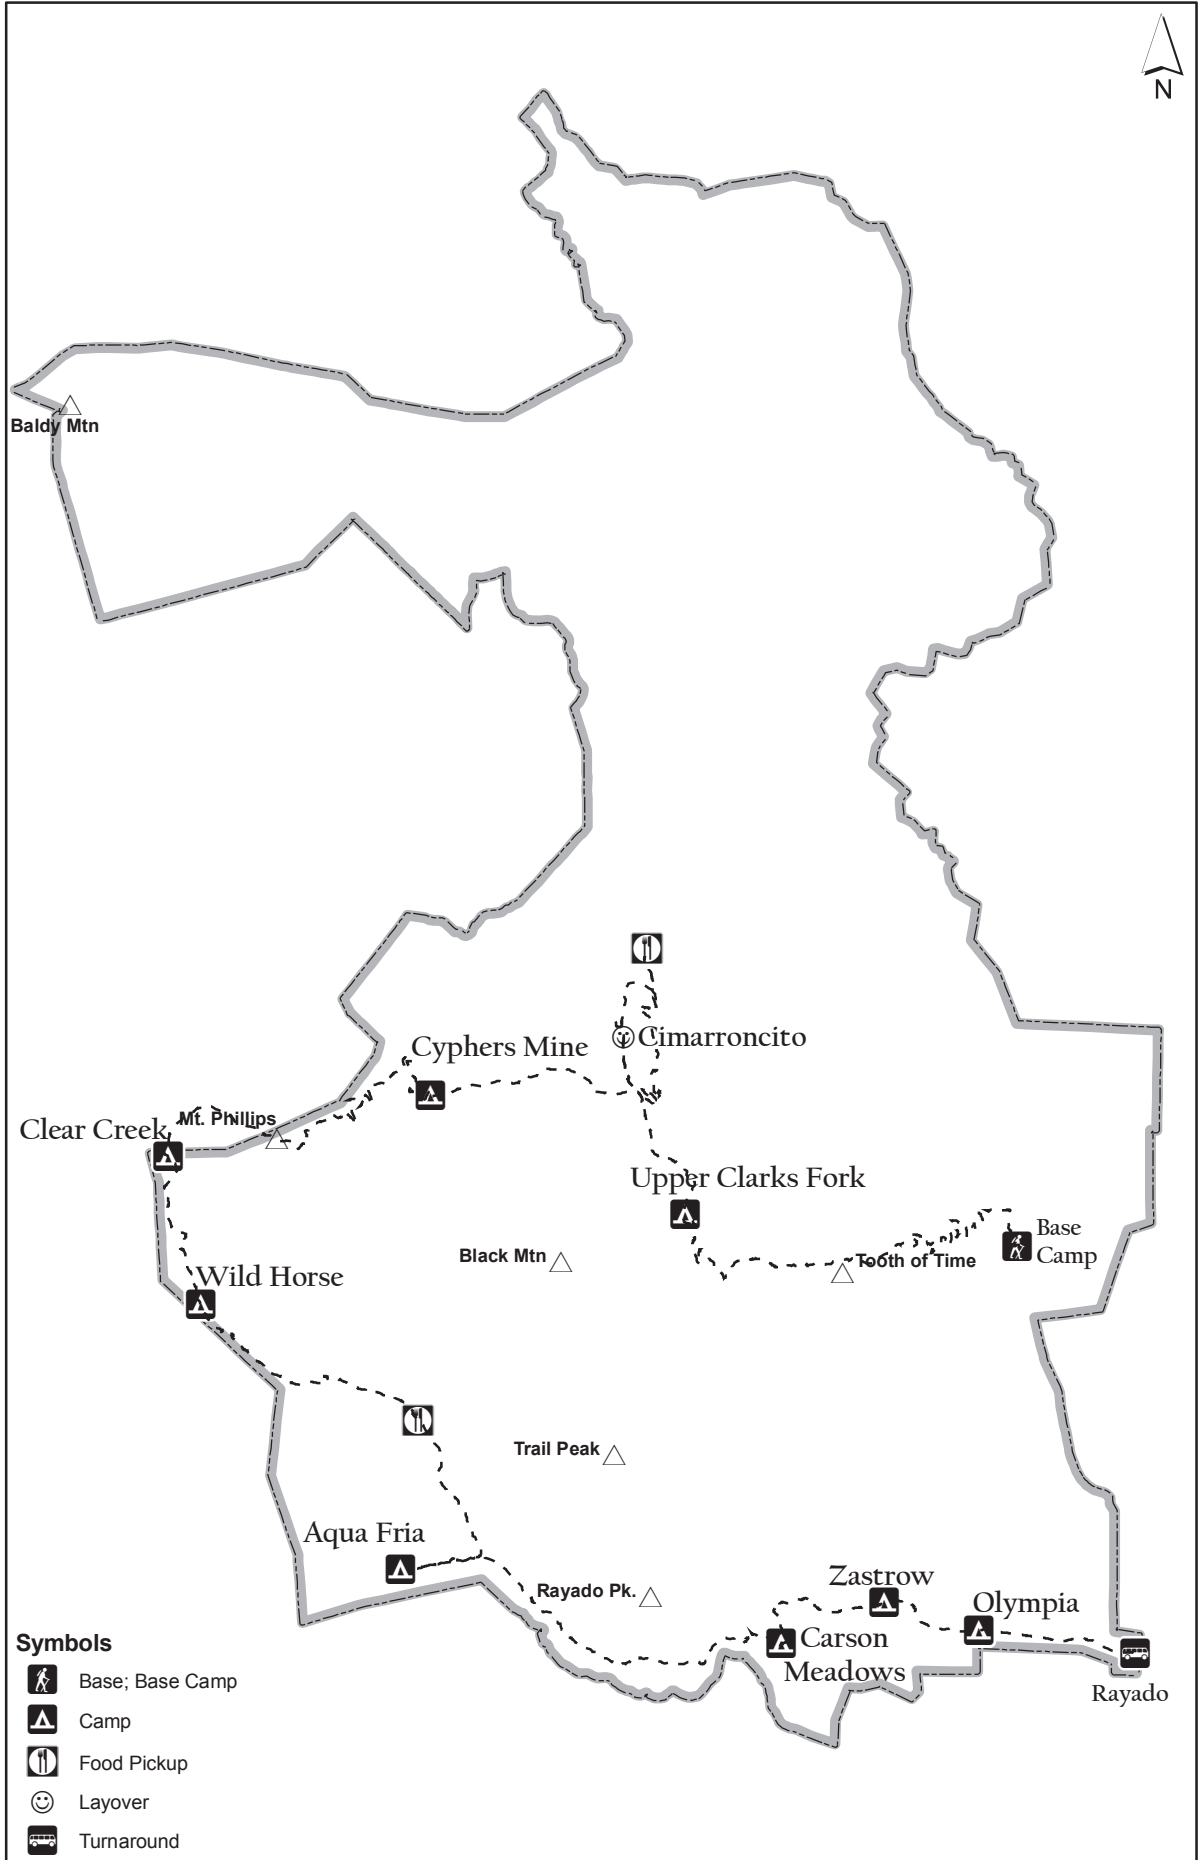 N
Baldy Mtn
Cimarroncito
Cyphers Mine
Mt. Phillips
Clear Creek
Upper Clarks Fork
Base
Camp
Black Mtn
Tooth of Time
Wild Horse
Trail Peak
Aqua Fria
Rayado Pk.
Zastrow
Olympia
Carson
Meadows
Rayado
Symbols
Base; Base Camp
Camp
Food Pickup
Layover
Turnaround